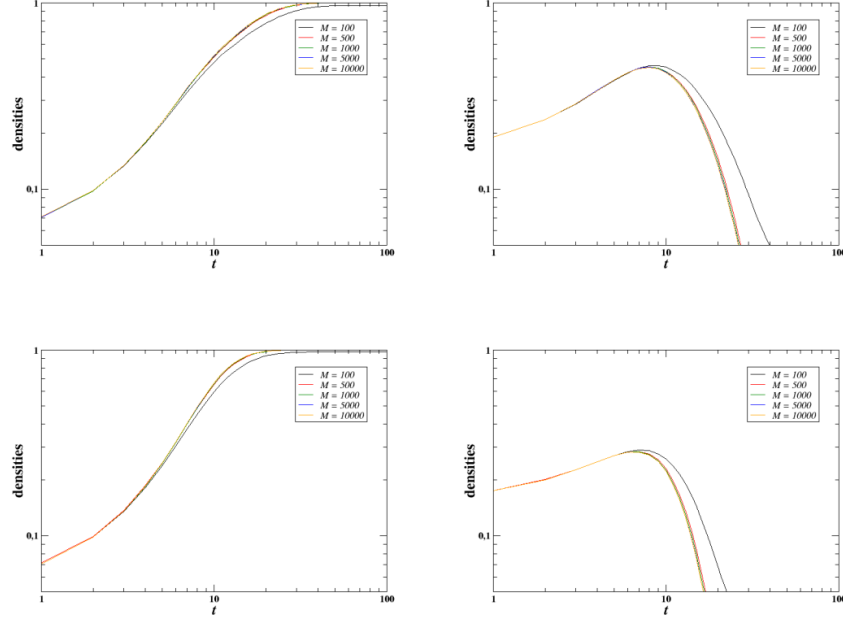 1
M = 100
M = 500
M = 1000
M = 5000
M = 10000
densities
0,1
1
10
100
t
1
M = 100
M = 500
M = 1000
M = 5000
M = 10000
densities
0,1
1
10
100
t
1
M = 100
M = 500
M = 1000
M = 5000
M = 10000
densities
0,1
1
10
100
t
1
M = 100
M = 500
M = 1000
M = 5000
M = 10000
densities
0,1
1
10
100
t